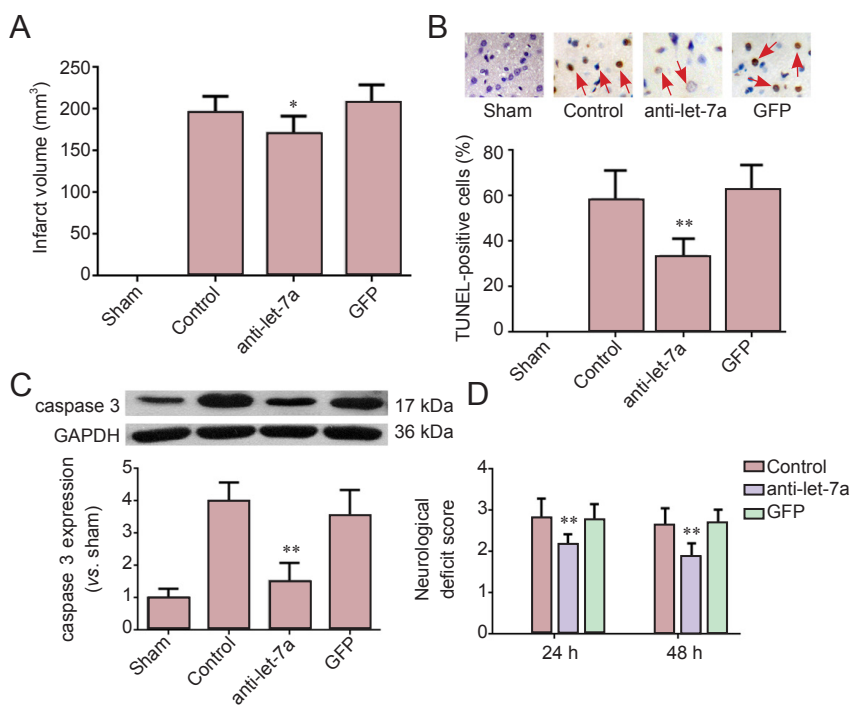 A
Infarct volume (mm³)
250
200
150
100
50
0
*
Sham
Control
anti-let-7a
GFP
B
Sham
Control
anti-let-7a
GFP
TUNEL-positive cells (%)
80
60
40
20
0
**
Sham
Control
anti-let-7a
GFP
C
caspase 3
17 kDa
GAPDH
36 kDa
caspase 3 expression
(vs. sham)
5
4
3
2
1
0
**
Sham
Control
anti-let-7a
GFP
D
Neurological
deficit score
4
3
2
1
0
**
**
24 h
48 h
Control
anti-let-7a
GFP